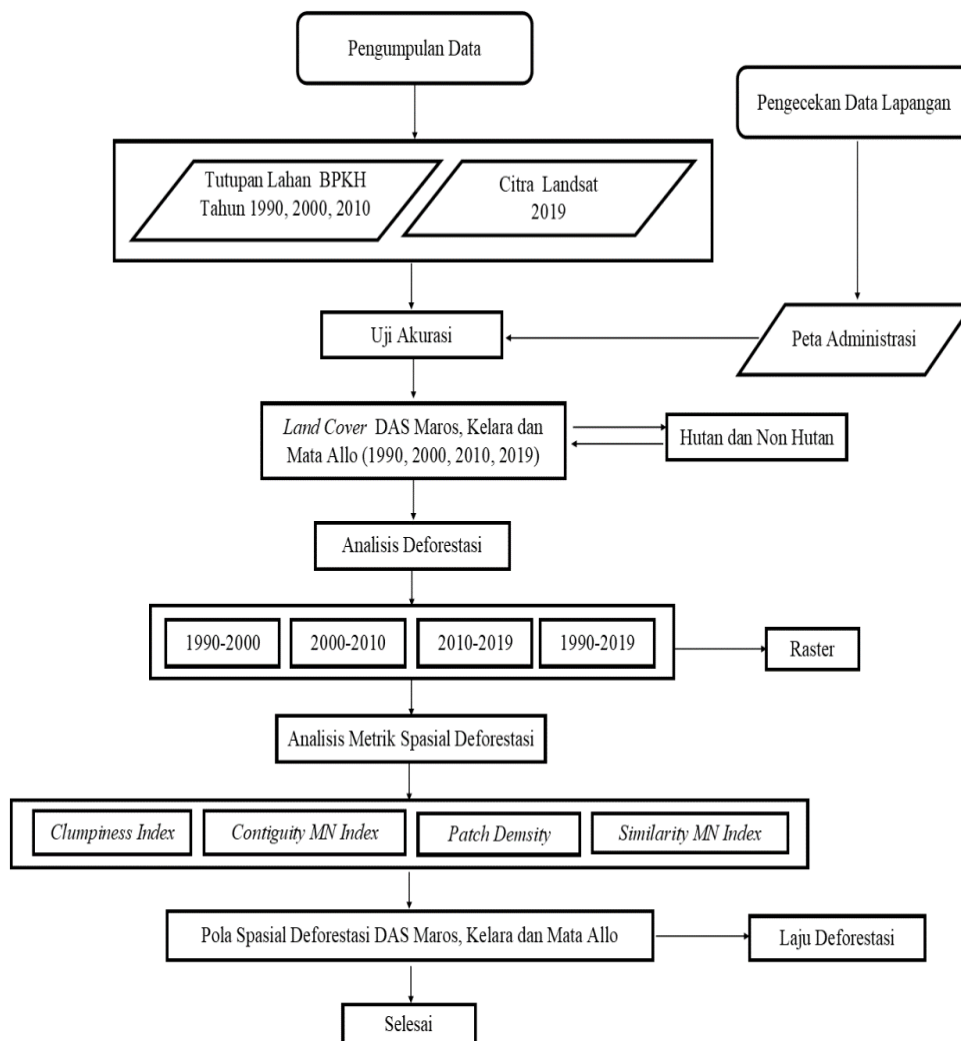 Pengumpulan Data
Pengecekan Data Lapangan
Tutupan Lahan BPKH
Tahun 1990, 2000, 2010
Citra Landsat
2019
Uji Akurasi
Peta Administrasi
Land Cover DAS Maros, Kelara dan
Mata Allo (1990, 2000, 2010, 2019)
Hutan dan Non Hutan
Analisis Deforestasi
1990-2000
2000-2010
2010-2019
1990-2019
Raster
Analisis Metrik Spasial Deforestasi
Clumpiness Index
Contiguity MN Index
Patch Demsity
Similarity MN Index
Pola Spasial Deforestasi DAS Maros, Kelara dan Mata Allo
Laju Deforestasi
Selesai